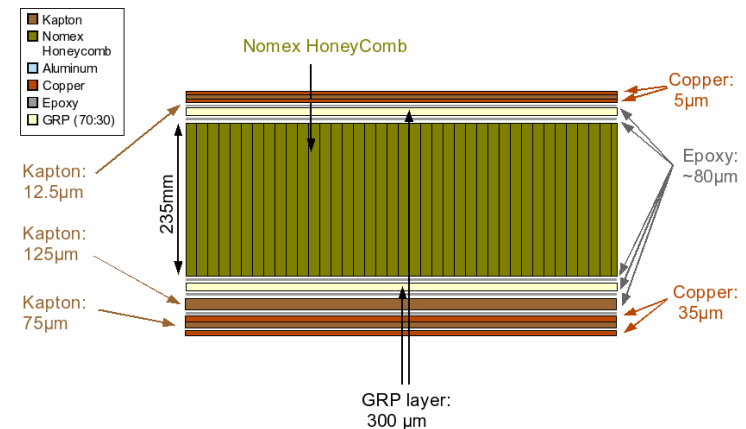 Kapton
Nomex
Honeycomb
Aluminum
Copper
Epoxy
GRP (70:30)
Nomex HoneyComb
Copper:
5µm
Epoxy:
~80µm
Kapton:
12.5µm
235mm
Kapton:
125µm
Kapton:
75µm
Copper:
35µm
GRP layer:
300 µm